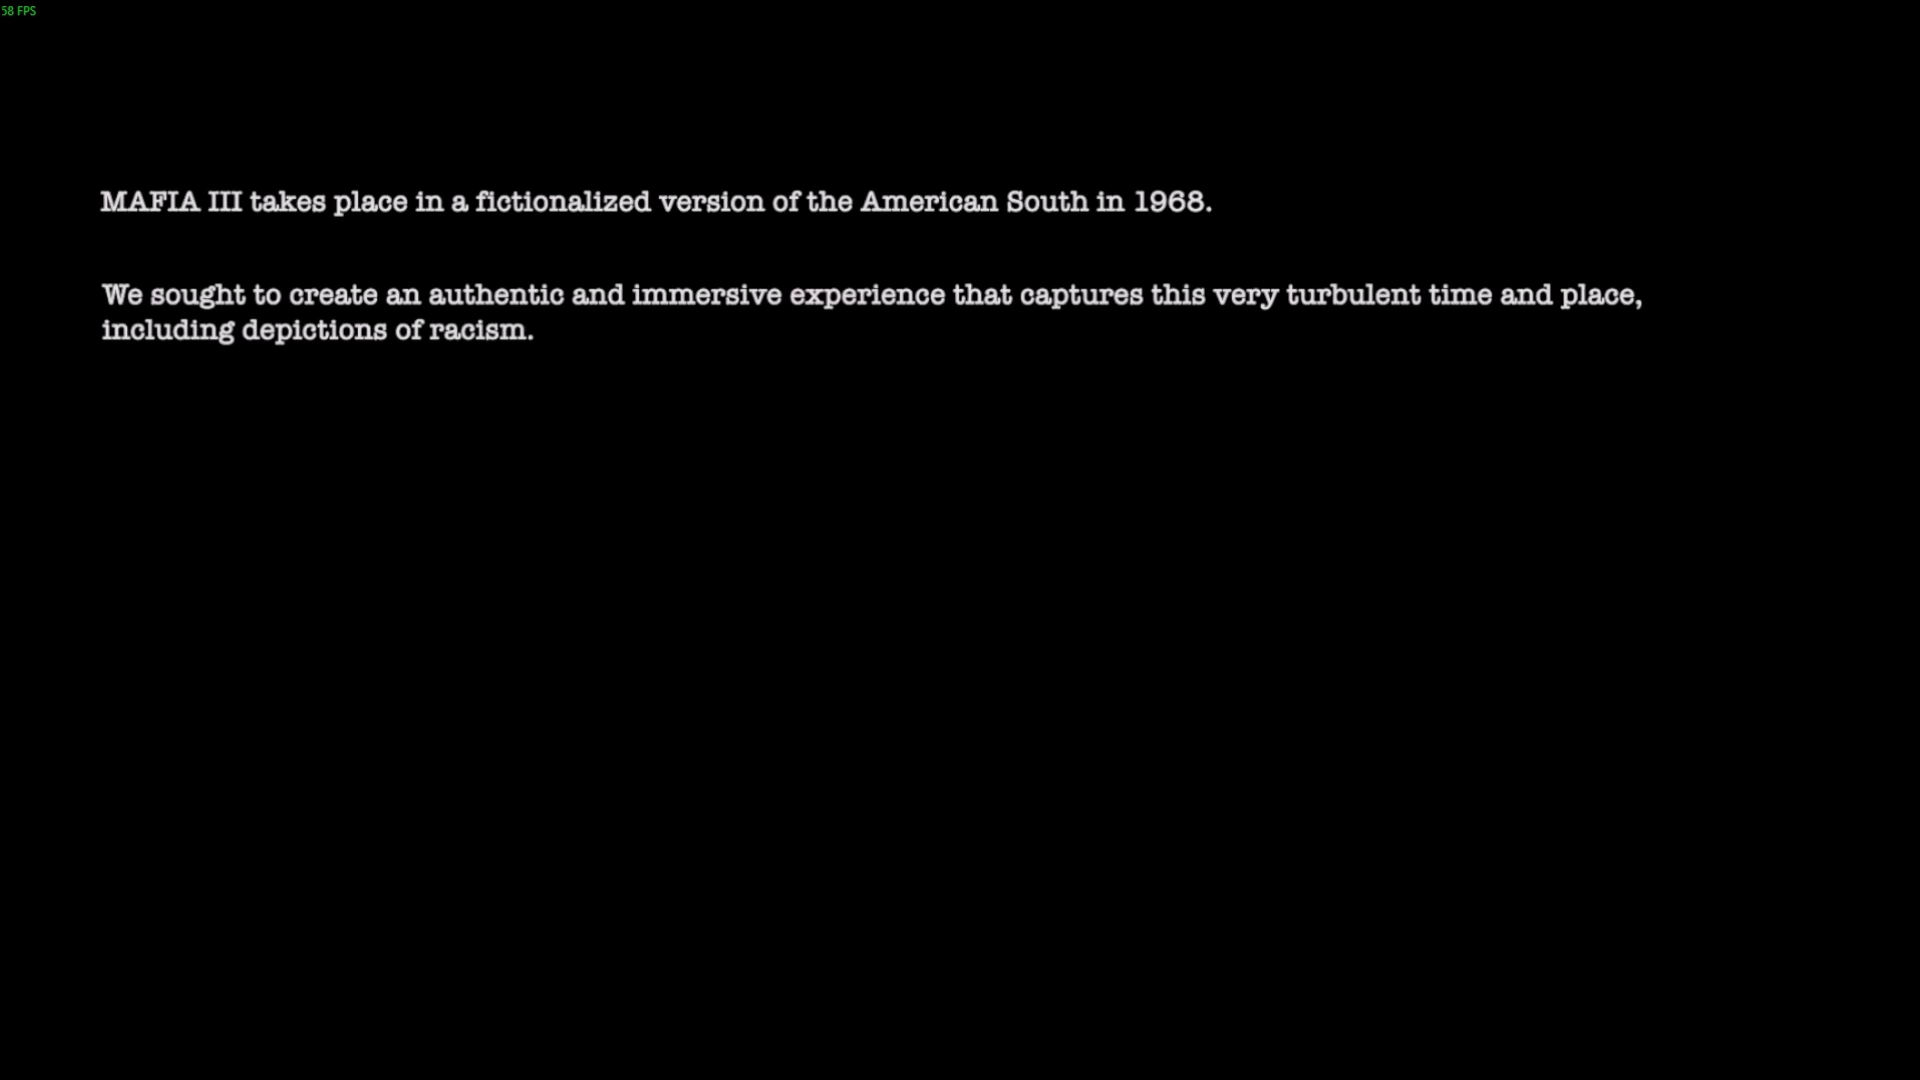 58 FPS
MAFIA III takes place in a fictionalized version of the American South in 1968.
We sought to create an authentic and immersive experience that captures this very turbulent time and place,
including depictions of racism.